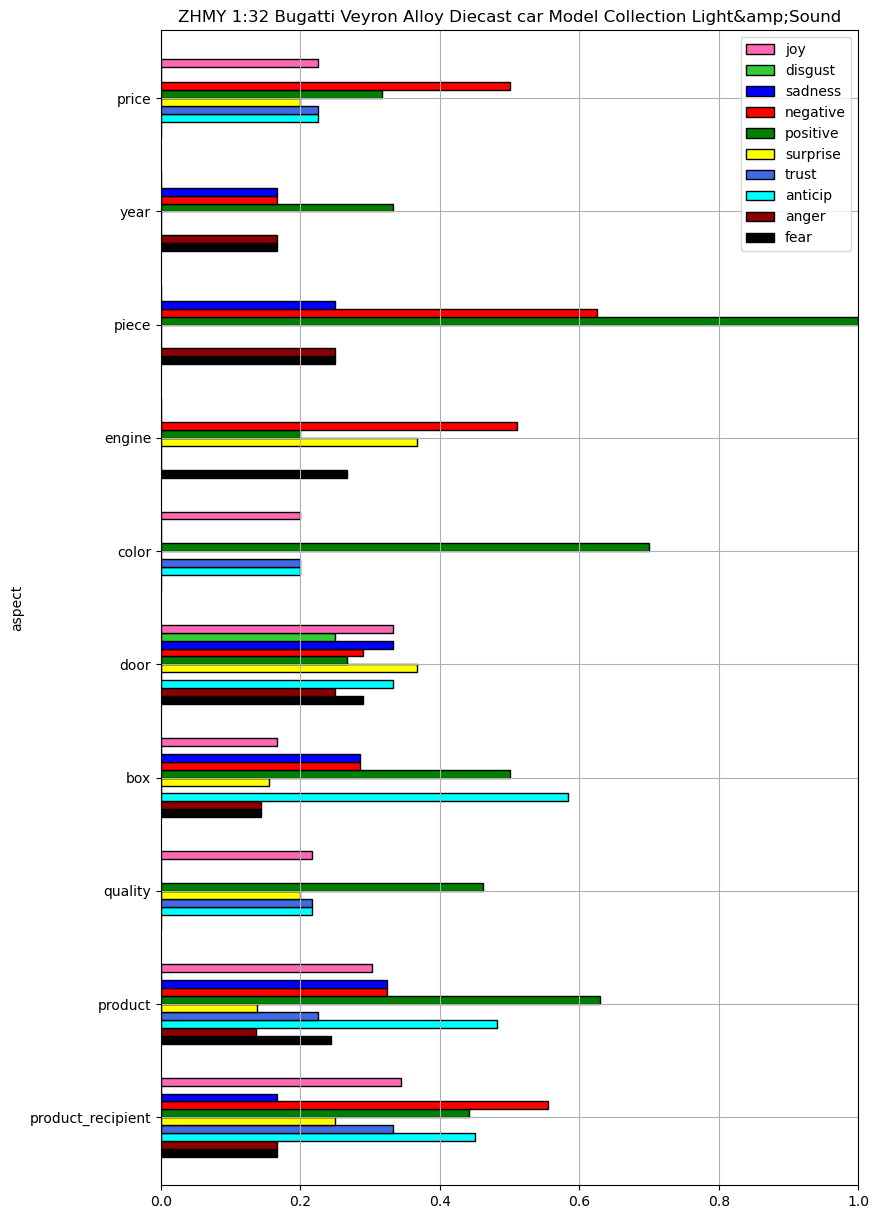 ZHMY 1:32 Bugatti Veyron Alloy Diecast car Model Collection Light&amp;Sound
joy
disgust
sadness
negative
positive
surprise
trust
anticip
anger
fear
price
year
piece
engine
color
door
box
quality
product
product_recipient
aspect
0.0 0.2 0.4 0.6 0.8 1.0